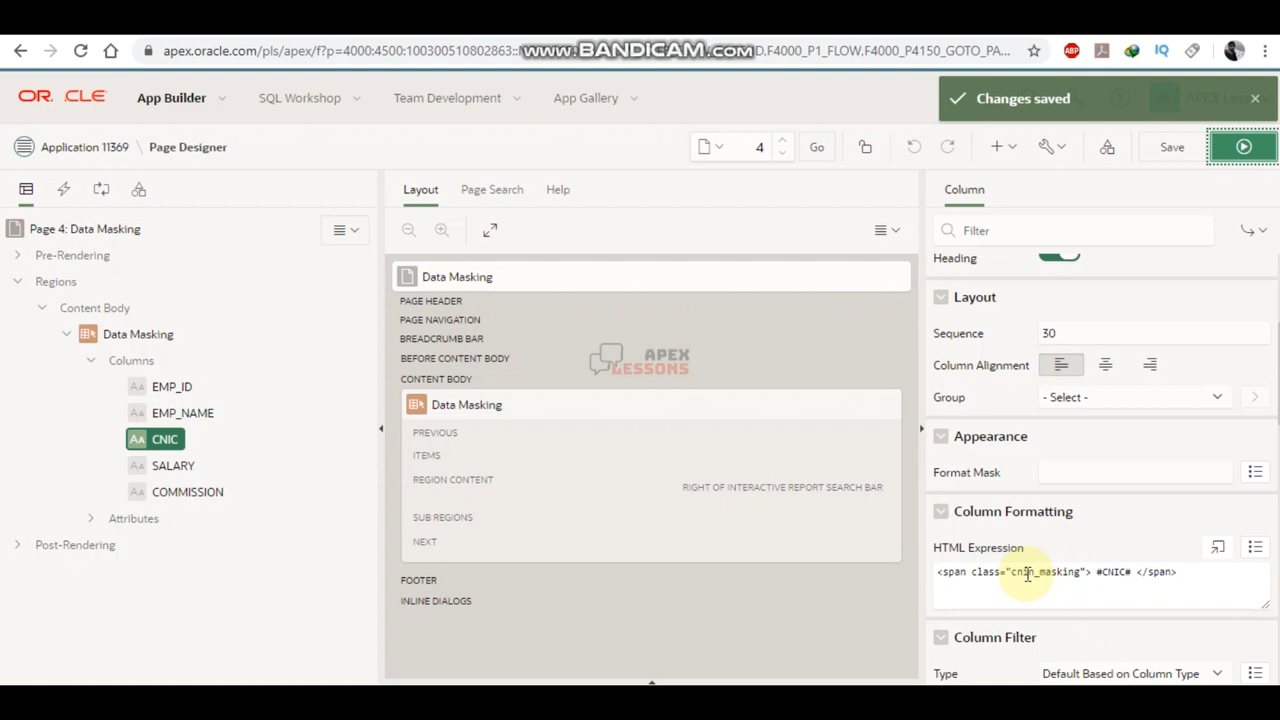 apex.oracle.com/pls/apex/f?p=4000:4500:100300510802863::
www.BANDICAM.com
D,F4000_P1_FLOW,F4000_P4150_GOTO_PA...
ABP
IQ
OR CLE
App Builder
SQL Workshop
Team Development
App Gallery
Changes saved
Application 11369
Page Designer
4
Go
Save
Layout
Page Search
Help
Column
Page 4: Data Masking
Pre-Rendering
Regions
Content Body
Data Masking
Columns
EMP_ID
EMP_NAME
CNIC
SALARY
COMMISSION
Attributes
Post-Rendering
Data Masking
PAGE HEADER
PAGE NAVIGATION
BREADCRUMB BAR
BEFORE CONTENT BODY
CONTENT BODY
APEX
LESSONS
Data Masking
PREVIOUS
ITEMS
REGION CONTENT
RIGHT OF INTERACTIVE REPORT SEARCH BAR
SUB REGIONS
NEXT
FOOTER
INLINE DIALOGS
Filter
Heading
Layout
Sequence
30
Column Alignment
Group
- Select -
Appearance
Format Mask
Column Formatting
HTML Expression
<span class="cnin_masking"> #CNIC# </span>
Column Filter
Type
Default Based on Column Type